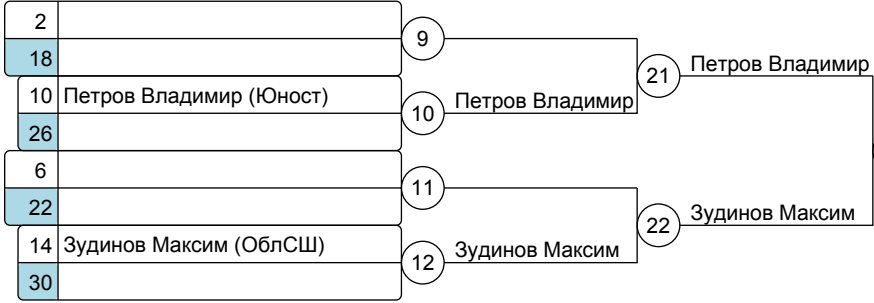 2
9
18
21 Петров Владимир
10 Петров Владимир (Юност)
10 Петров Владимир
26
6
11
22
22 Зудинов Максим
14 Зудинов Максим (ОблСШ)
12 Зудинов Максим
30